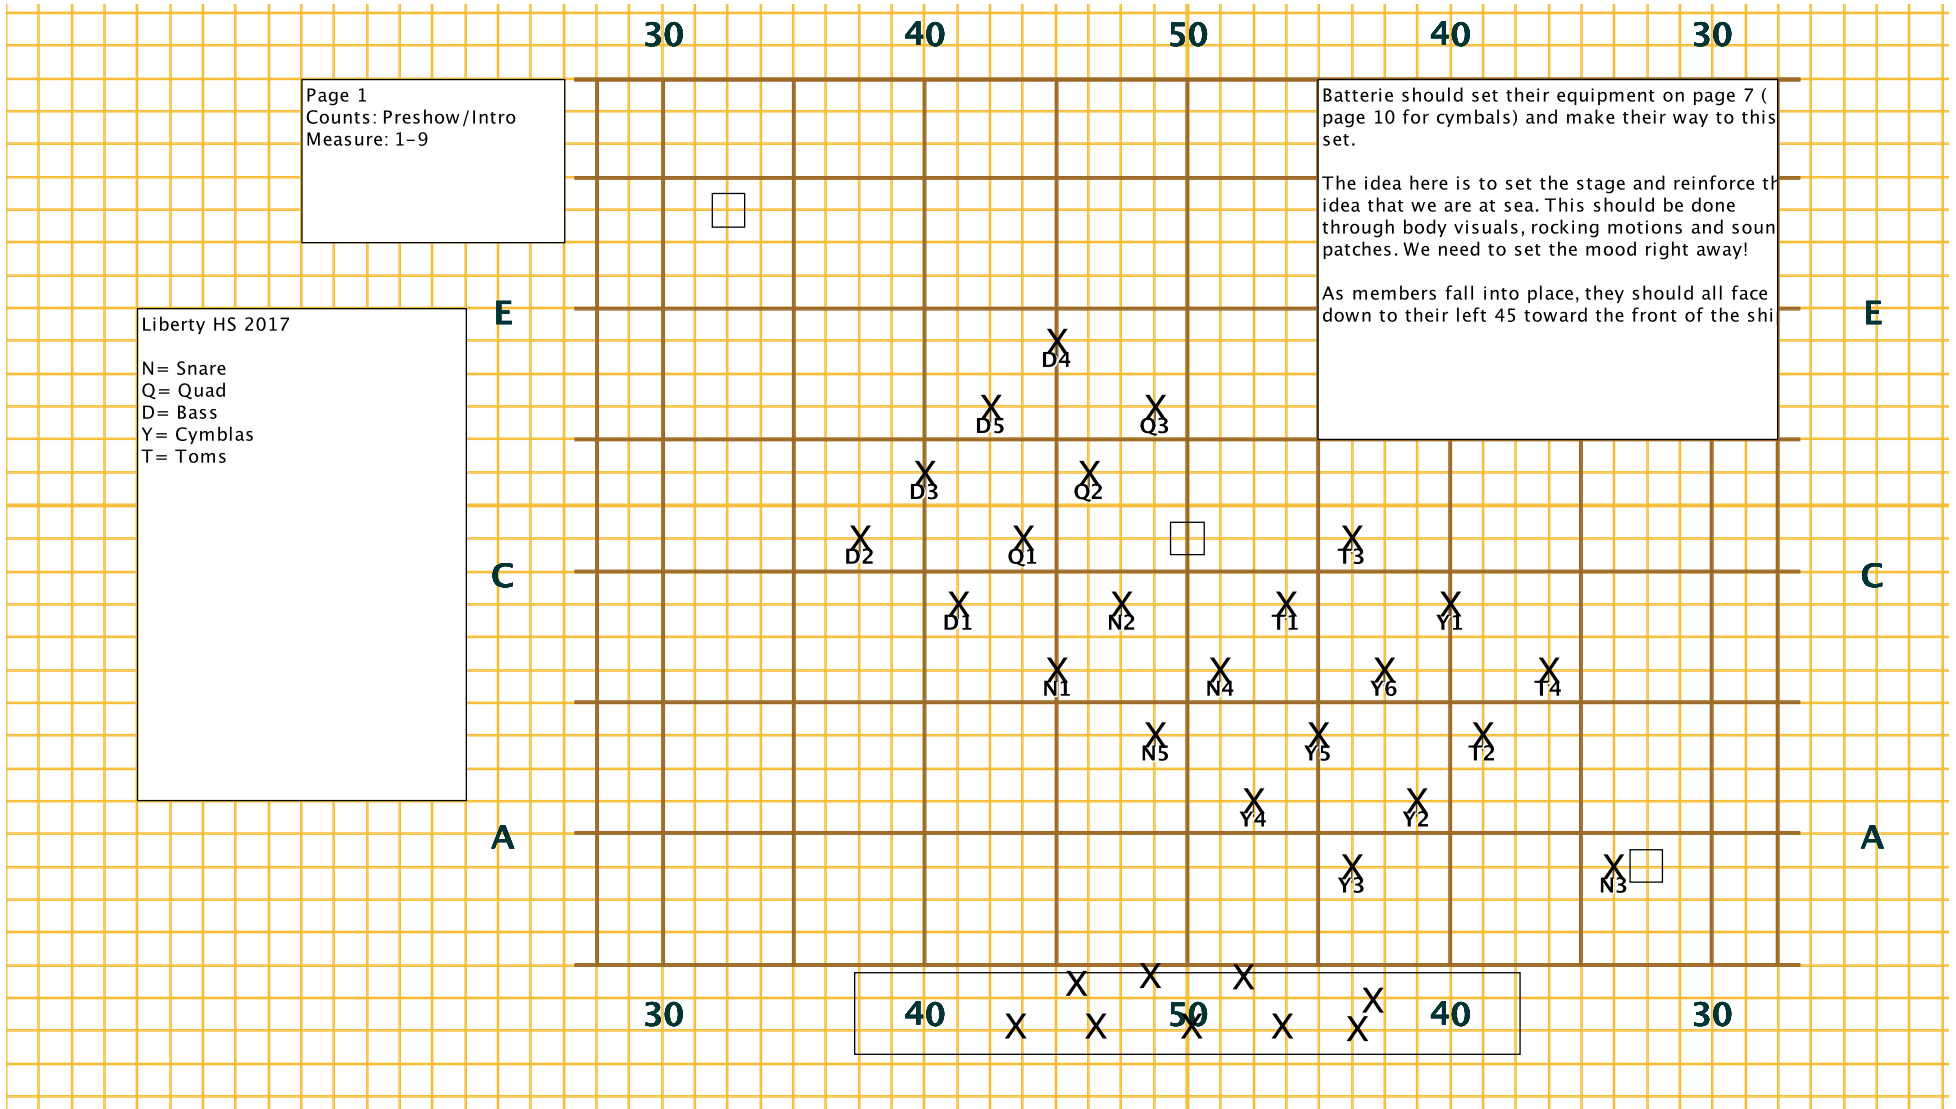 30 40 50 40 30
Page 1
Counts: Preshow/Intro
Measure: 1-9
Batterie should set their equipment on page 7 (
page 10 for cymbals) and make their way to this
set.
The idea here is to set the stage and reinforce th
idea that we are at sea. This should be done
through body visuals, rocking motions and soun
patches. We need to set the mood right away!
As members fall into place, they should all face
down to their left 45 toward the front of the shi
E E
Liberty HS 2017
N= Snare
Q= Quad
D= Bass
Y= Cymblas
T= Toms
X
D4
X X
D5 Q3
X X
D3 Q2
X X X
D2 Q1 T3
C C
X X X X
D1 N2 T1 Y1
X X X X
N1 N4 Y6 T4
X X X
N5 Y5 T2
X X
Y4 Y2
A A
X X
Y3 N3
X X X
X
30 40 50 40 30
X X X X X